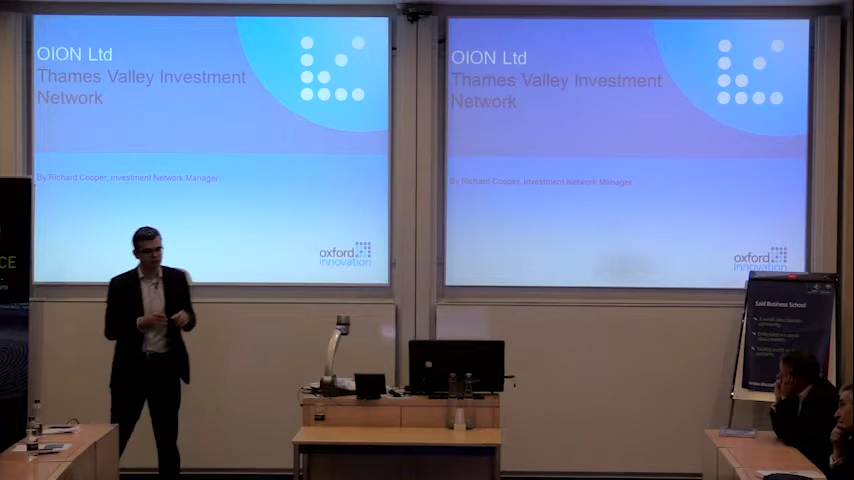 OION Ltd
Thames Valley Investment
Network
By Richard Cooper, Investment Network Manager
oxford
innovation
OION Ltd
Thames Valley Investment
Network
By Richard Cooper, Investment Network Manager
oxford
innovation
Saïd Business School
CE